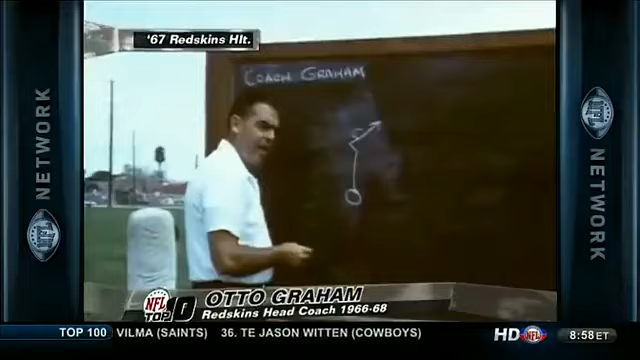 '67 Redskins Hlt.
COACH GRAHAM
NETWORK
NETWORK
NFL
TOP 10
OTTO GRAHAM
Redskins Head Coach 1966-68
TOP 100
VILMA (SAINTS) 36. TE JASON WITTEN (COWBOYS)
HD NFL
8:58 ET